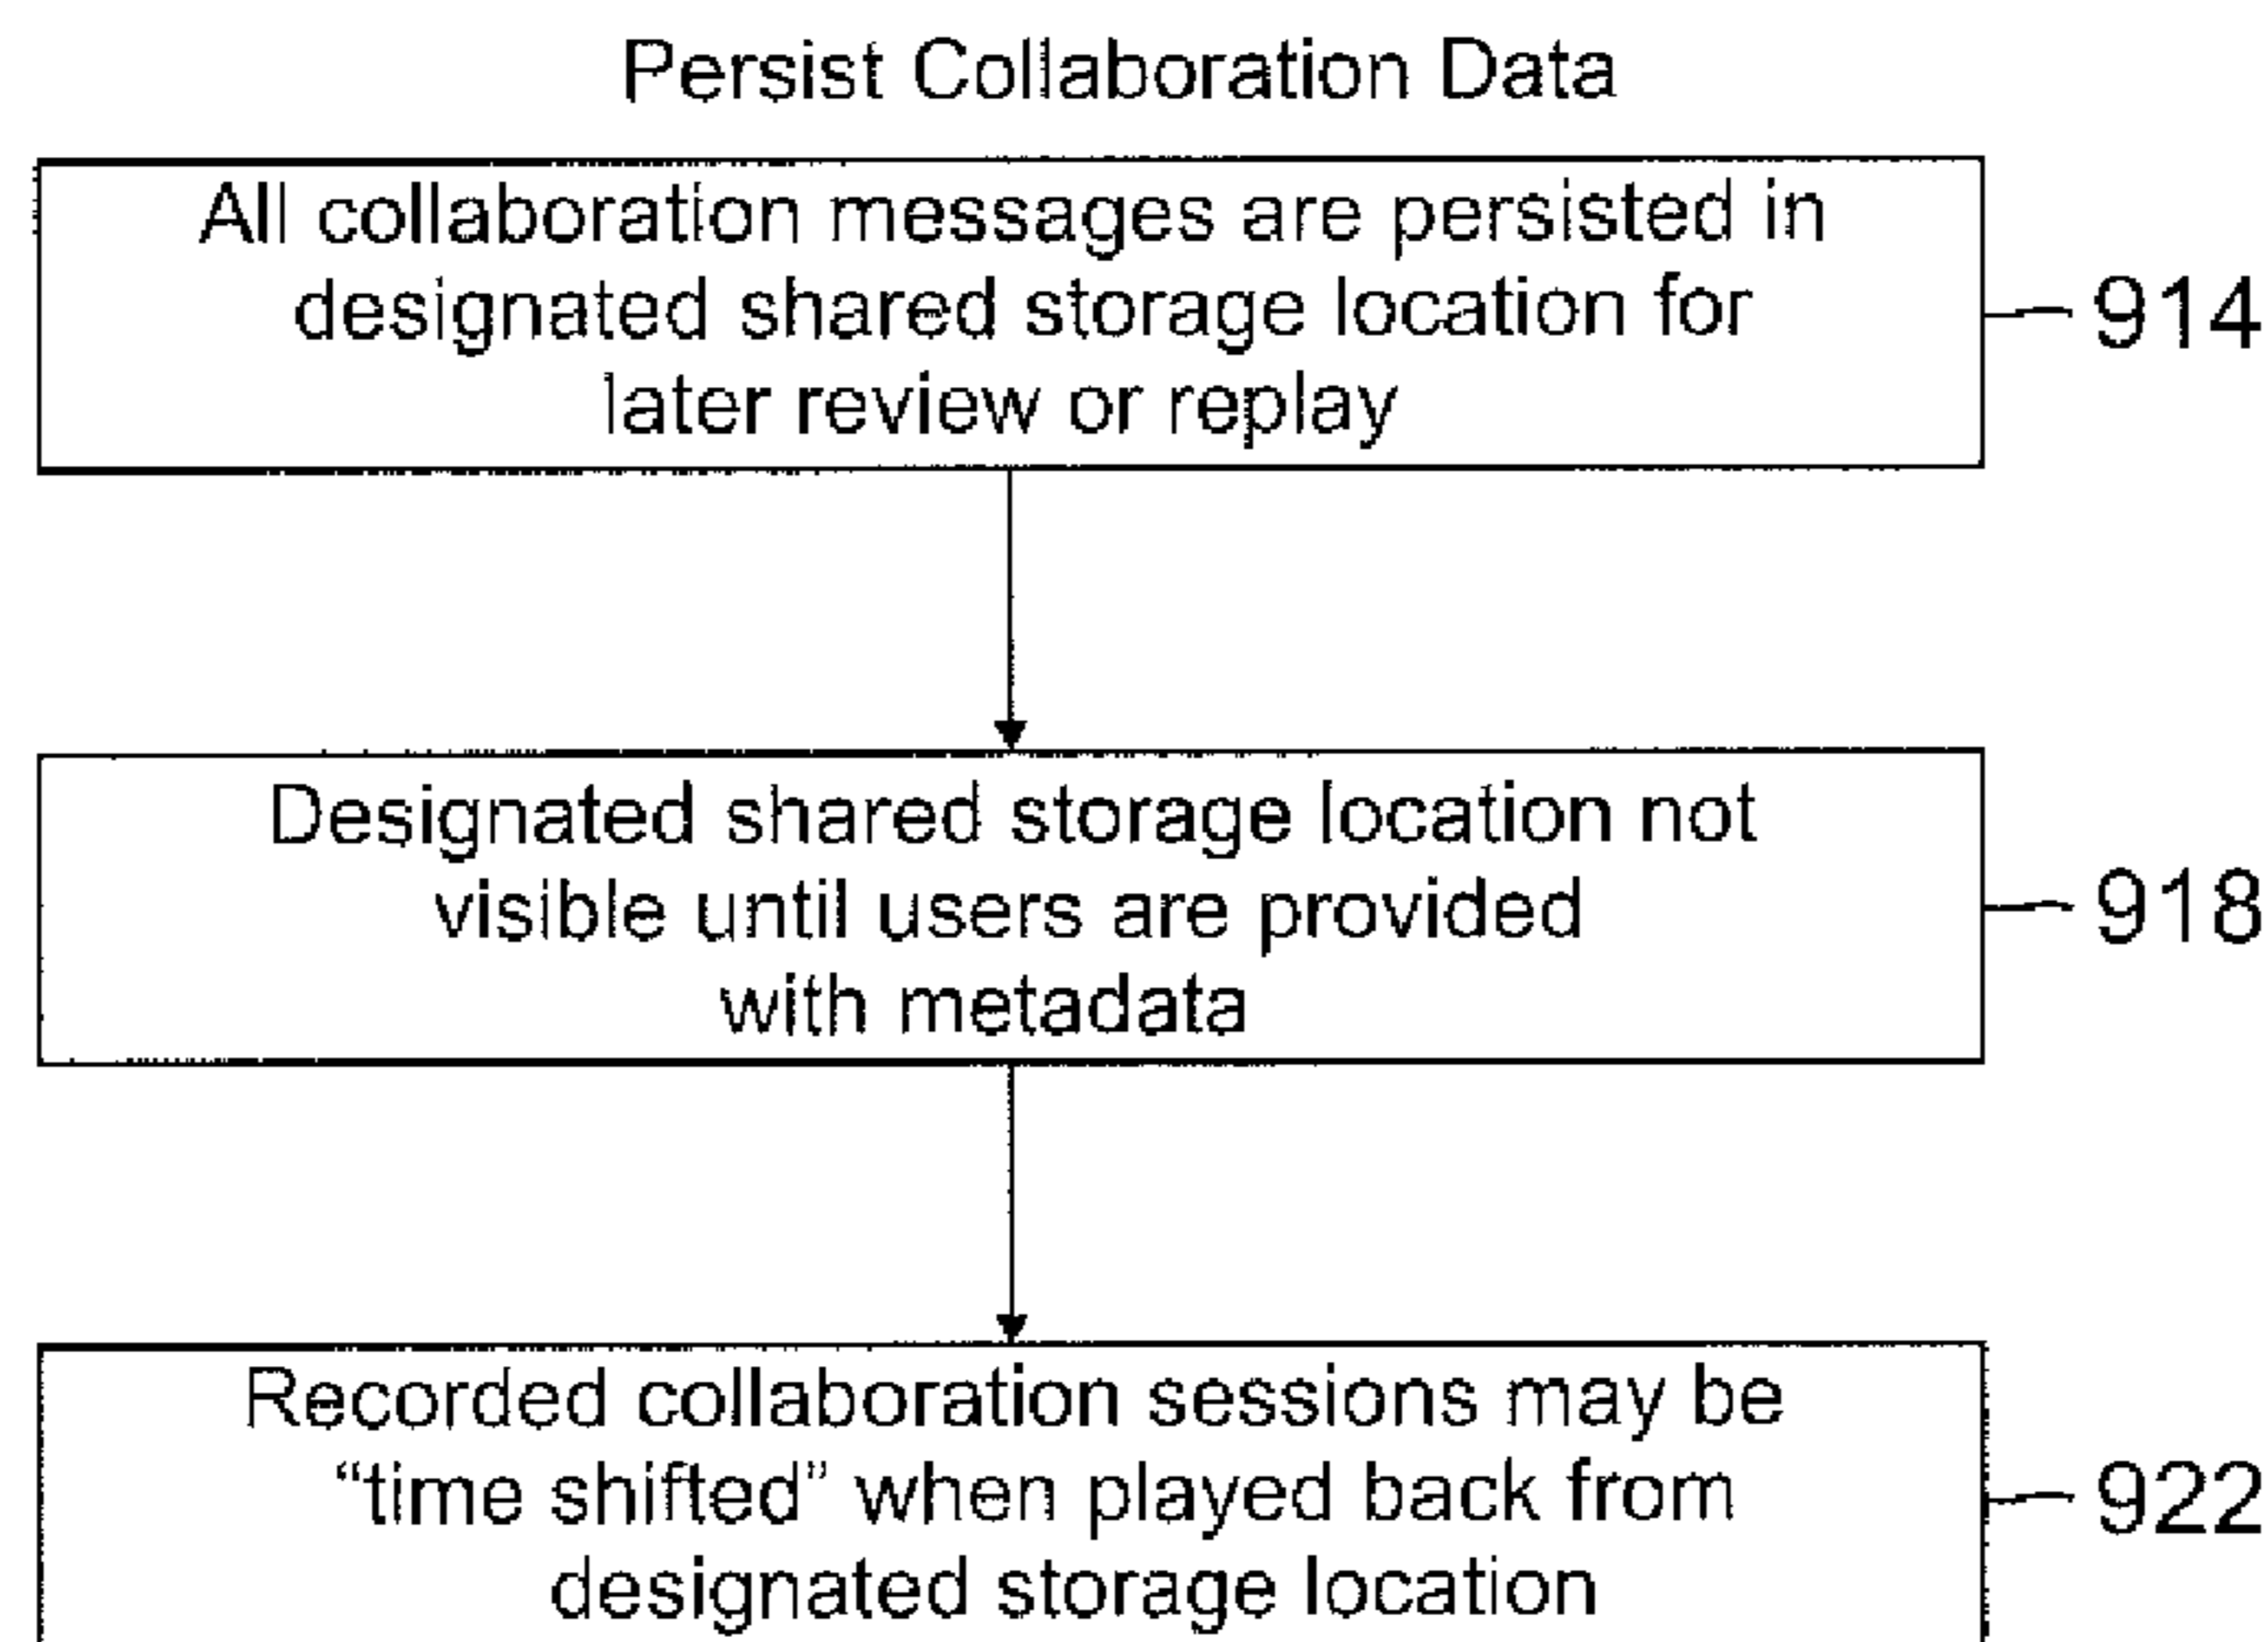 Persist Collaboration Data
All collaboration messages are persisted in
designated shared storage location for
later review or replay
914
Designated shared storage location not
visible until users are provided
with metadata
918
Recorded collaboration sessions may be
“time shifted” when played back from
designated storage location
922